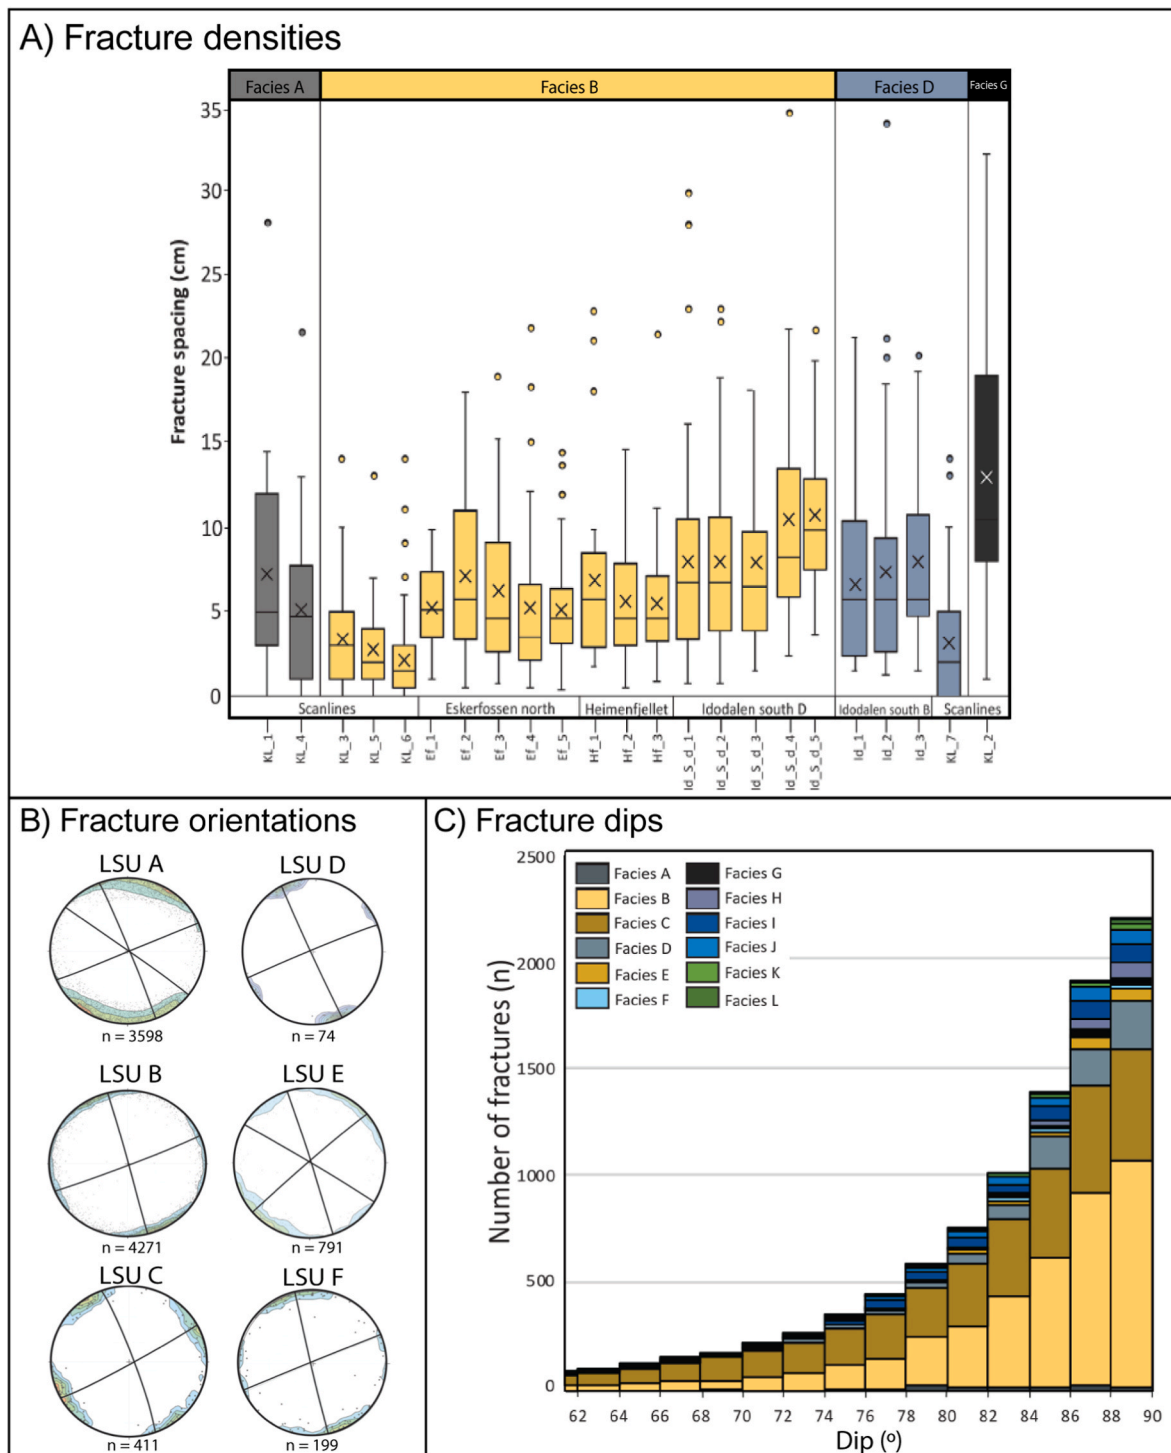 A) Fracture densities
Facies A
Facies B
Facies D
Facies G
Fracture spacing (cm)
35
30
25
20
15
10
5
0
Scanlines
Eskerfossen north
Heimenfjellet
Idodalen south D
Idodalen south B
Scanlines
KL_1
KL_4
KL_3
KL_5
KL_6
Ef_1
Ef_2
Ef_3
Ef_4
Ef_5
Hf_1
Hf_2
Hf_3
Id_S_d_1
Id_S_d_2
Id_S_d_3
Id_S_d_4
Id_S_d_5
Id_1
Id_2
Id_3
KL_7
KL_2
B) Fracture orientations
LSU A
n = 3598
LSU D
n = 74
LSU B
n = 4271
LSU E
n = 791
LSU C
n = 411
LSU F
n = 199
C) Fracture dips
Number of fractures (n)
2500
2000
1500
1000
500
0
Facies A
Facies B
Facies C
Facies D
Facies E
Facies F
Facies G
Facies H
Facies I
Facies J
Facies K
Facies L
62 64 66 68 70 72 74 76 78 80 82 84 86 88 90
Dip (º)